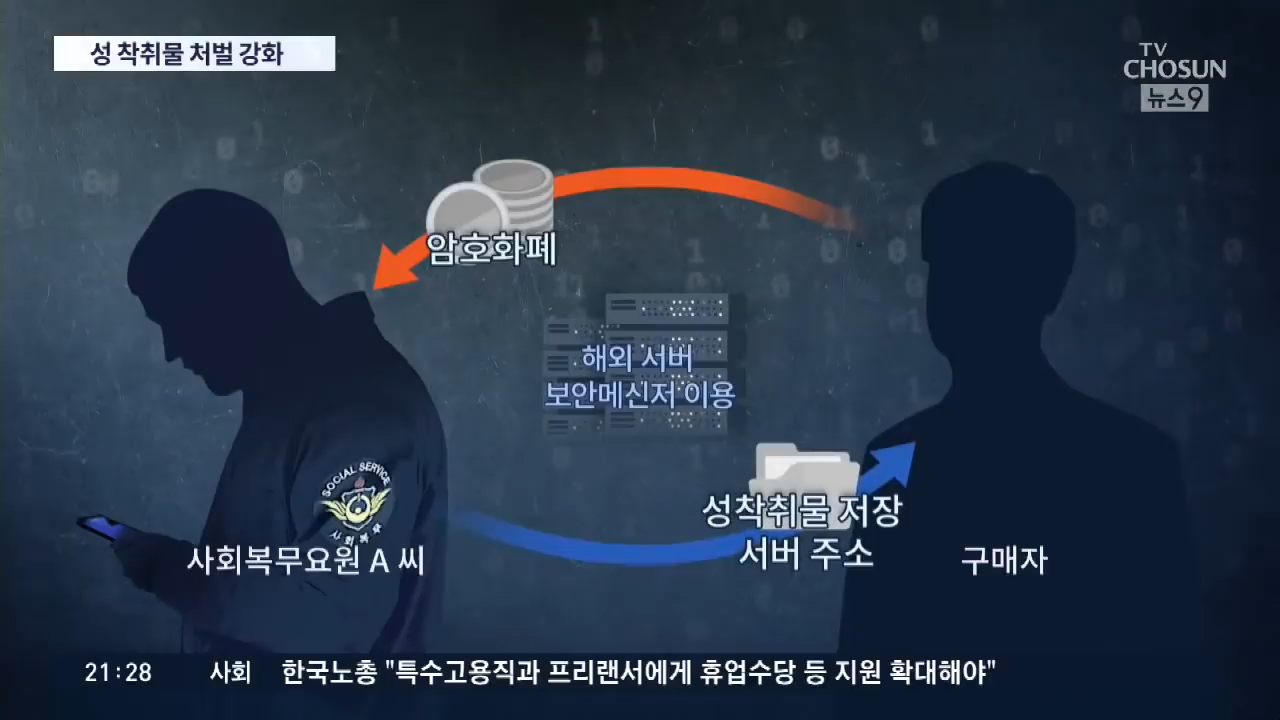 성 착취물 처벌 강화
TV
CHOSUN
뉴스9
암호화폐
해외 서버
보안메신저 이용
SOCIAL SERVICE
사회복무
성착취물 저장
서버 주소
사회복무요원 A 씨
구매자
21:28 사회 한국노총 "특수고용직과 프리랜서에게 휴업수당 등 지원 확대해야"